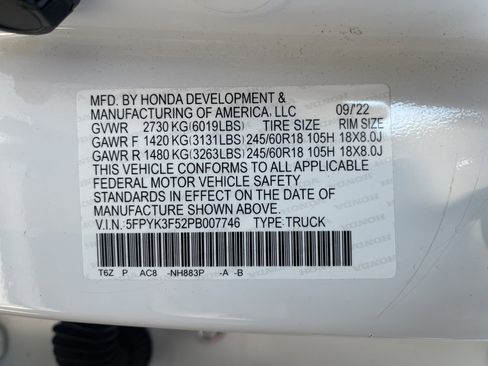 MFD. BY HONDA DEVELOPMENT &
MANUFACTURING OF AMERICA, LLC 09/'22
GVWR 2730 KG(6019LBS) TIRE SIZE RIM SIZE
GAWR F 1420 KG(3131LBS) 245/60R18 105H 18X8.0J
GAWR R 1480 KG(3263LBS) 245/60R18 105H 18X8.0J
THIS VEHICLE CONFORMS TO ALL APPLICABLE
FEDERAL MOTOR VEHICLE SAFETY
STANDARDS IN EFFECT ON THE DATE OF
MANUFACTURE SHOWN ABOVE.
V.I.N.: 5FPYK3F52PB007746 TYPE: TRUCK
T6Z P AC8 -NH883P -A -B